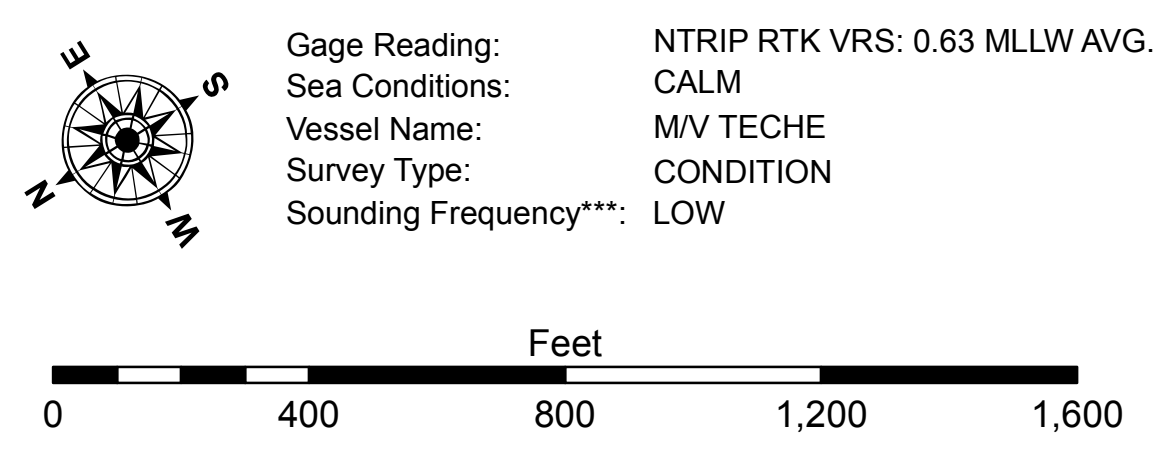 E
S
N
W
Gage Reading: NTRIP RTK VRS: 0.63 MLLW AVG.
Sea Conditions: CALM
Vessel Name: M/V TECHE
Survey Type: CONDITION
Sounding Frequency***: LOW
Feet
0 400 800 1,200 1,600